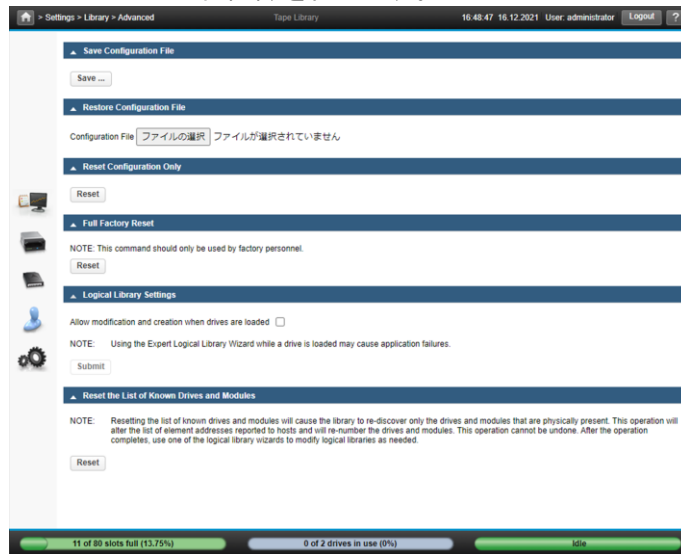 > Settings > Library > Advanced
Tape Library
16:48:47 16.12.2021 User: administrator
Logout
?
Save Configuration File
Save ...
Restore Configuration File
Configuration File ファイルの選択 ファイルが選択されていません
Reset Configuration Only
Reset
Full Factory Reset
NOTE: This command should only be used by factory personnel.
Reset
Logical Library Settings
Allow modification and creation when drives are loaded
NOTE: Using the Expert Logical Library Wizard while a drive is loaded may cause application failures.
Submit
Reset the List of Known Drives and Modules
NOTE: Resetting the list of known drives and modules will cause the library to re-discover only the drives and modules that are physically present. This operation will
alter the list of element addresses reported to hosts and will re-number the drives and modules. This operation cannot be undone. After the operation
completes, use one of the logical library wizards to modify logical libraries as needed.
Reset
11 of 80 slots full (13.75%)
0 of 2 drives in use (0%)
Idle